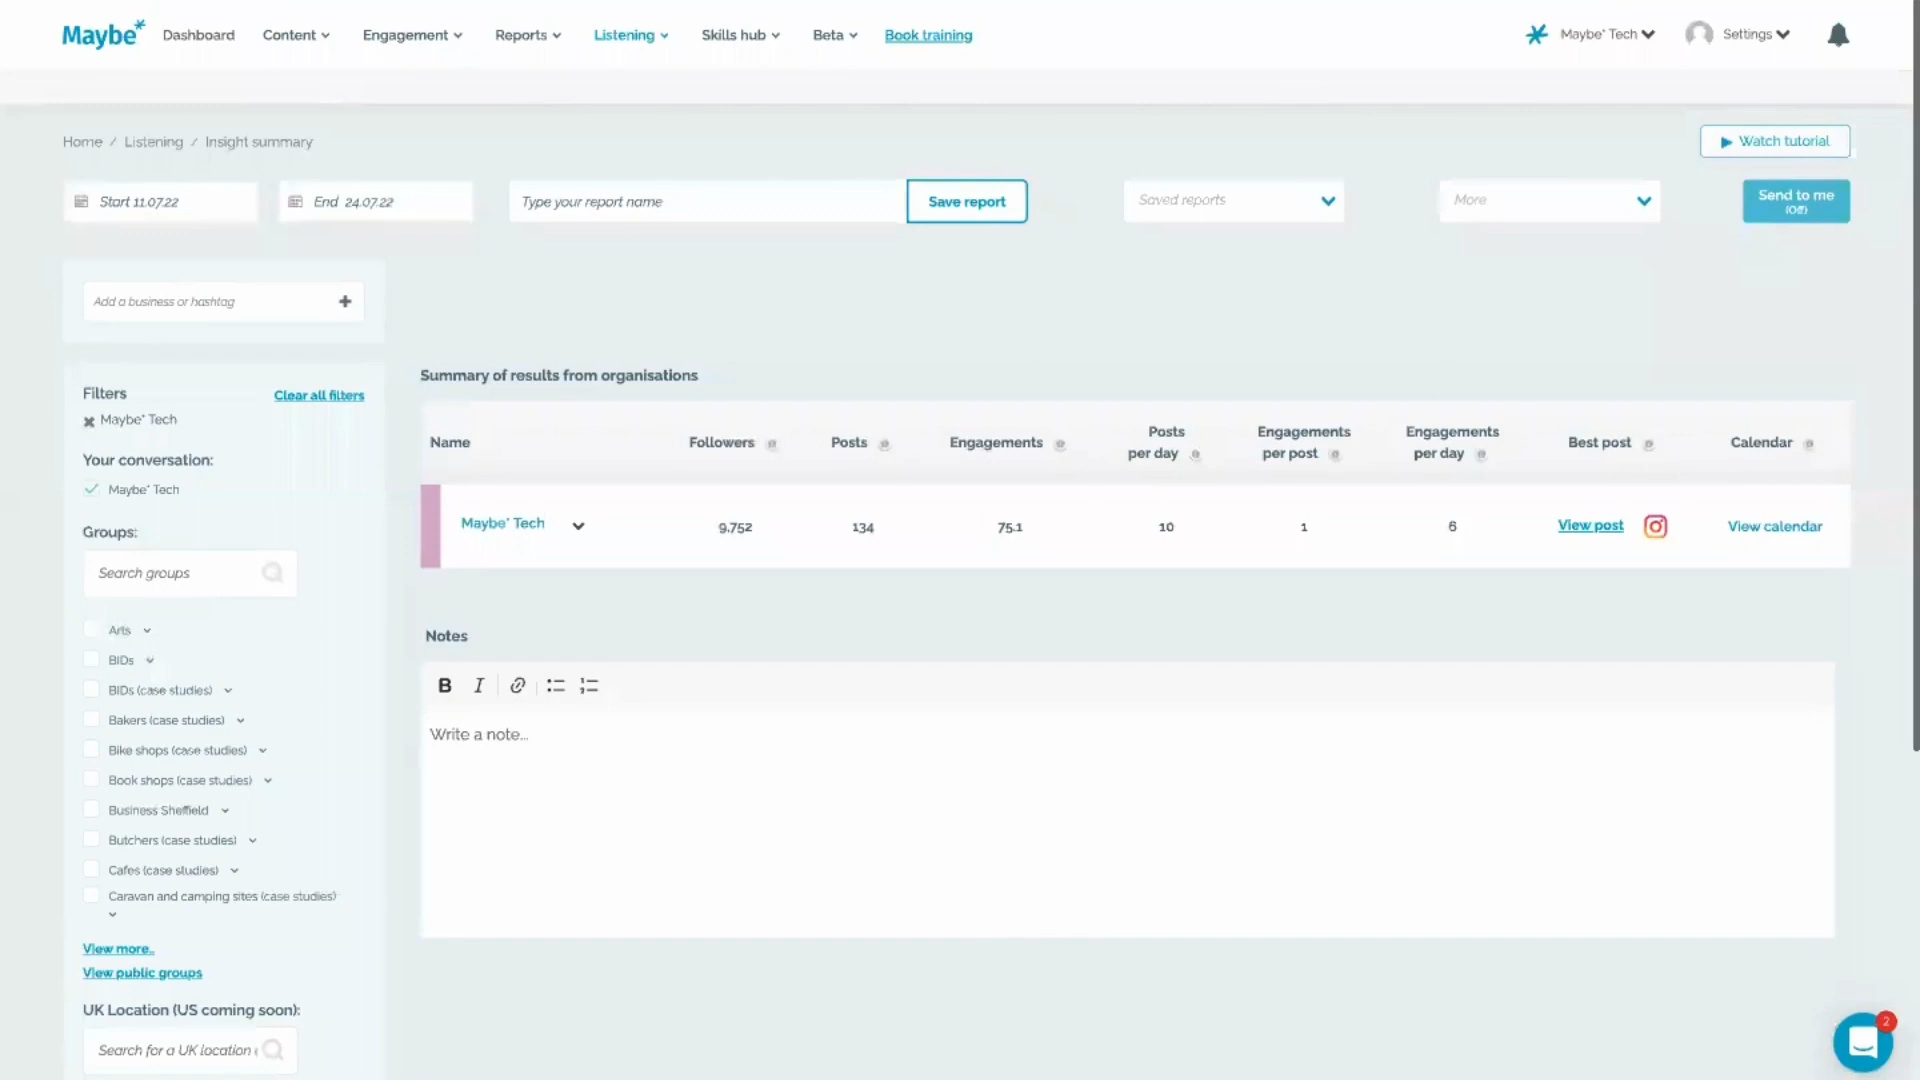 Maybe*
Dashboard
Content
Engagement
Reports
Listening
Skills hub
Beta
Book training
Maybe* Tech
Settings
Home / Listening / Insight summary
Watch tutorial
Start 11.07.22
End 24.07.22
Type your report name
Save report
Saved reports
More
Send to me
(Off)
Add a business or hashtag
Filters
Clear all filters
Maybe* Tech
Your conversation:
Maybe* Tech
Groups:
Search groups
Arts
BIDs
BIDs (case studies)
Bakers (case studies)
Bike shops (case studies)
Book shops (case studies)
Business Sheffield
Butchers (case studies)
Cafes (case studies)
Caravan and camping sites (case studies)
View more..
View public groups
UK Location (US coming soon):
Search for a UK location
Summary of results from organisations
Name
Followers
Posts
Engagements
Posts
per day
Engagements
per post
Engagements
per day
Best post
Calendar
Maybe* Tech
9,752
134
75.1
10
1
6
View post
View calendar
Notes
B I
Write a note...
2